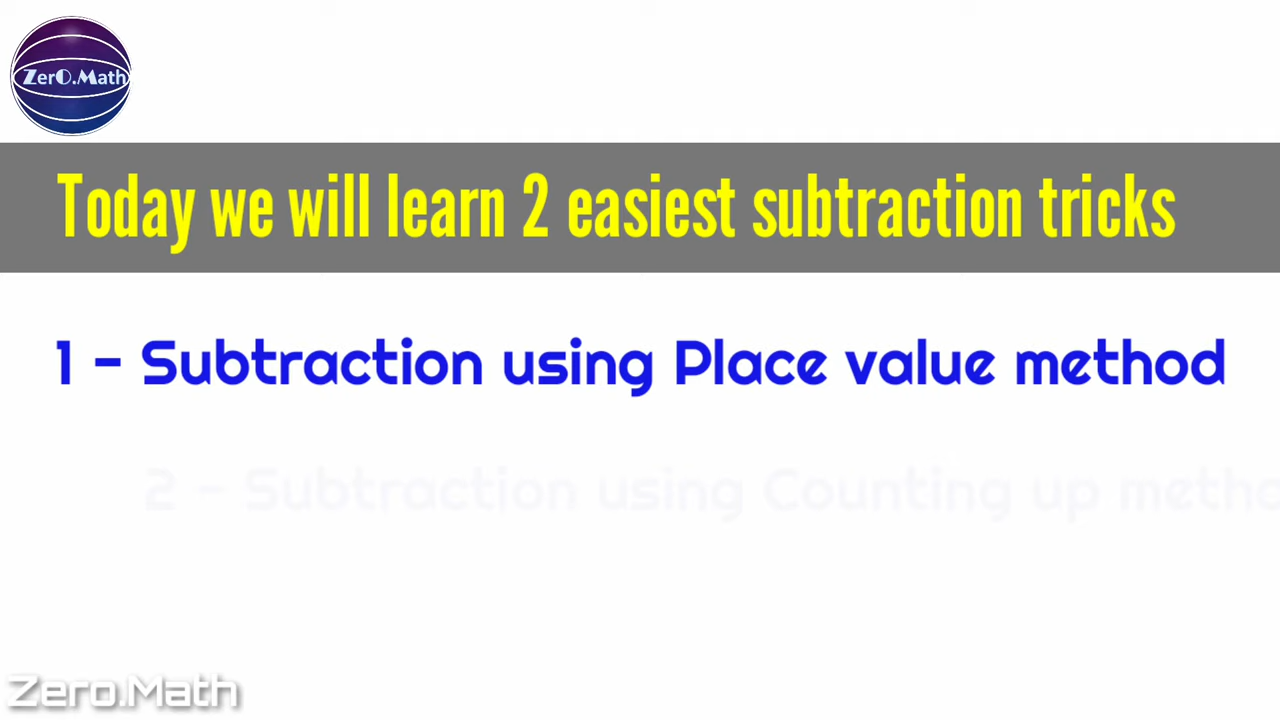 ZerO.Math
Today we will learn 2 easiest subtraction tricks
1 - Subtraction using Place value method
2 - Subtraction using Counting up metho
Zero.Math